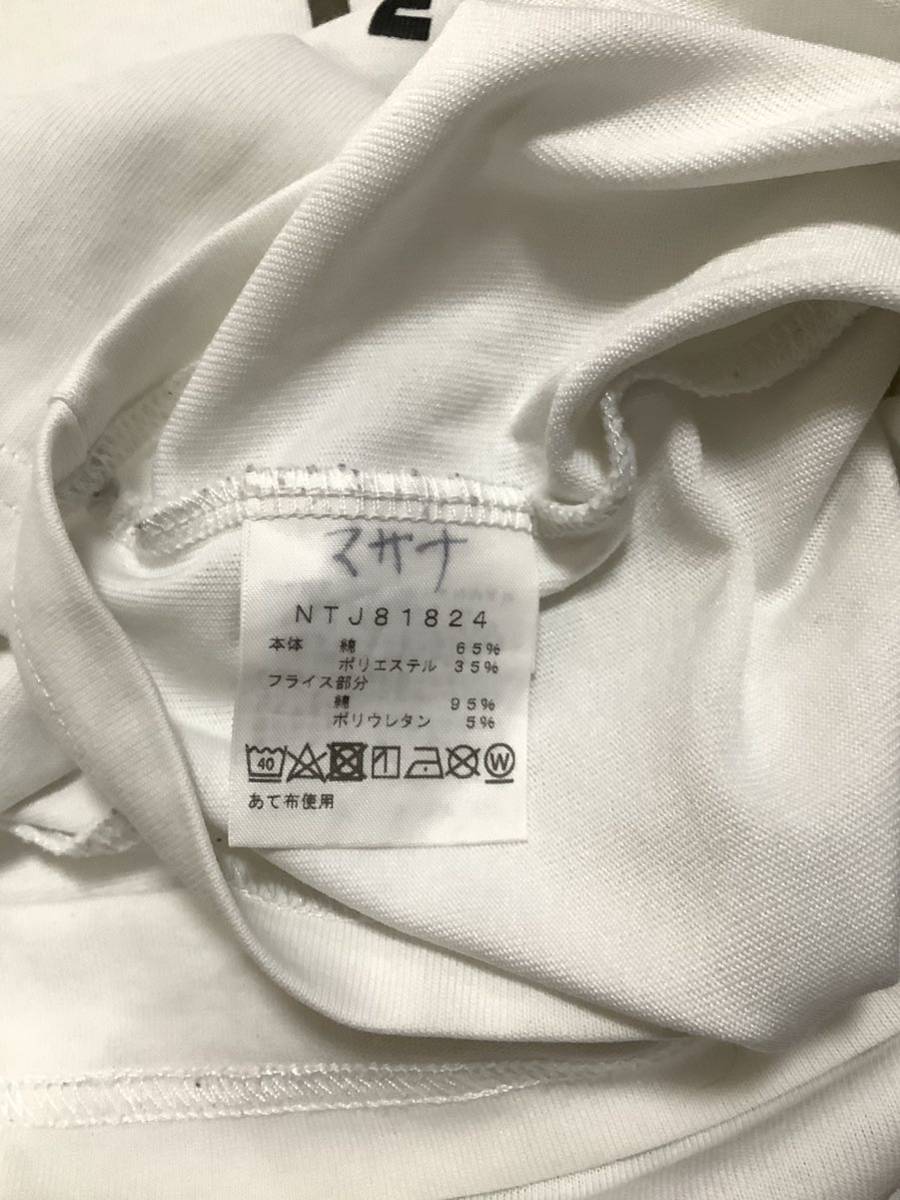 マサナ
NTJ81824
本体 綿 65%
ポリエステル 35%
フライス部分
綿 95%
ポリウレタン 5%
40 W
あて布使用